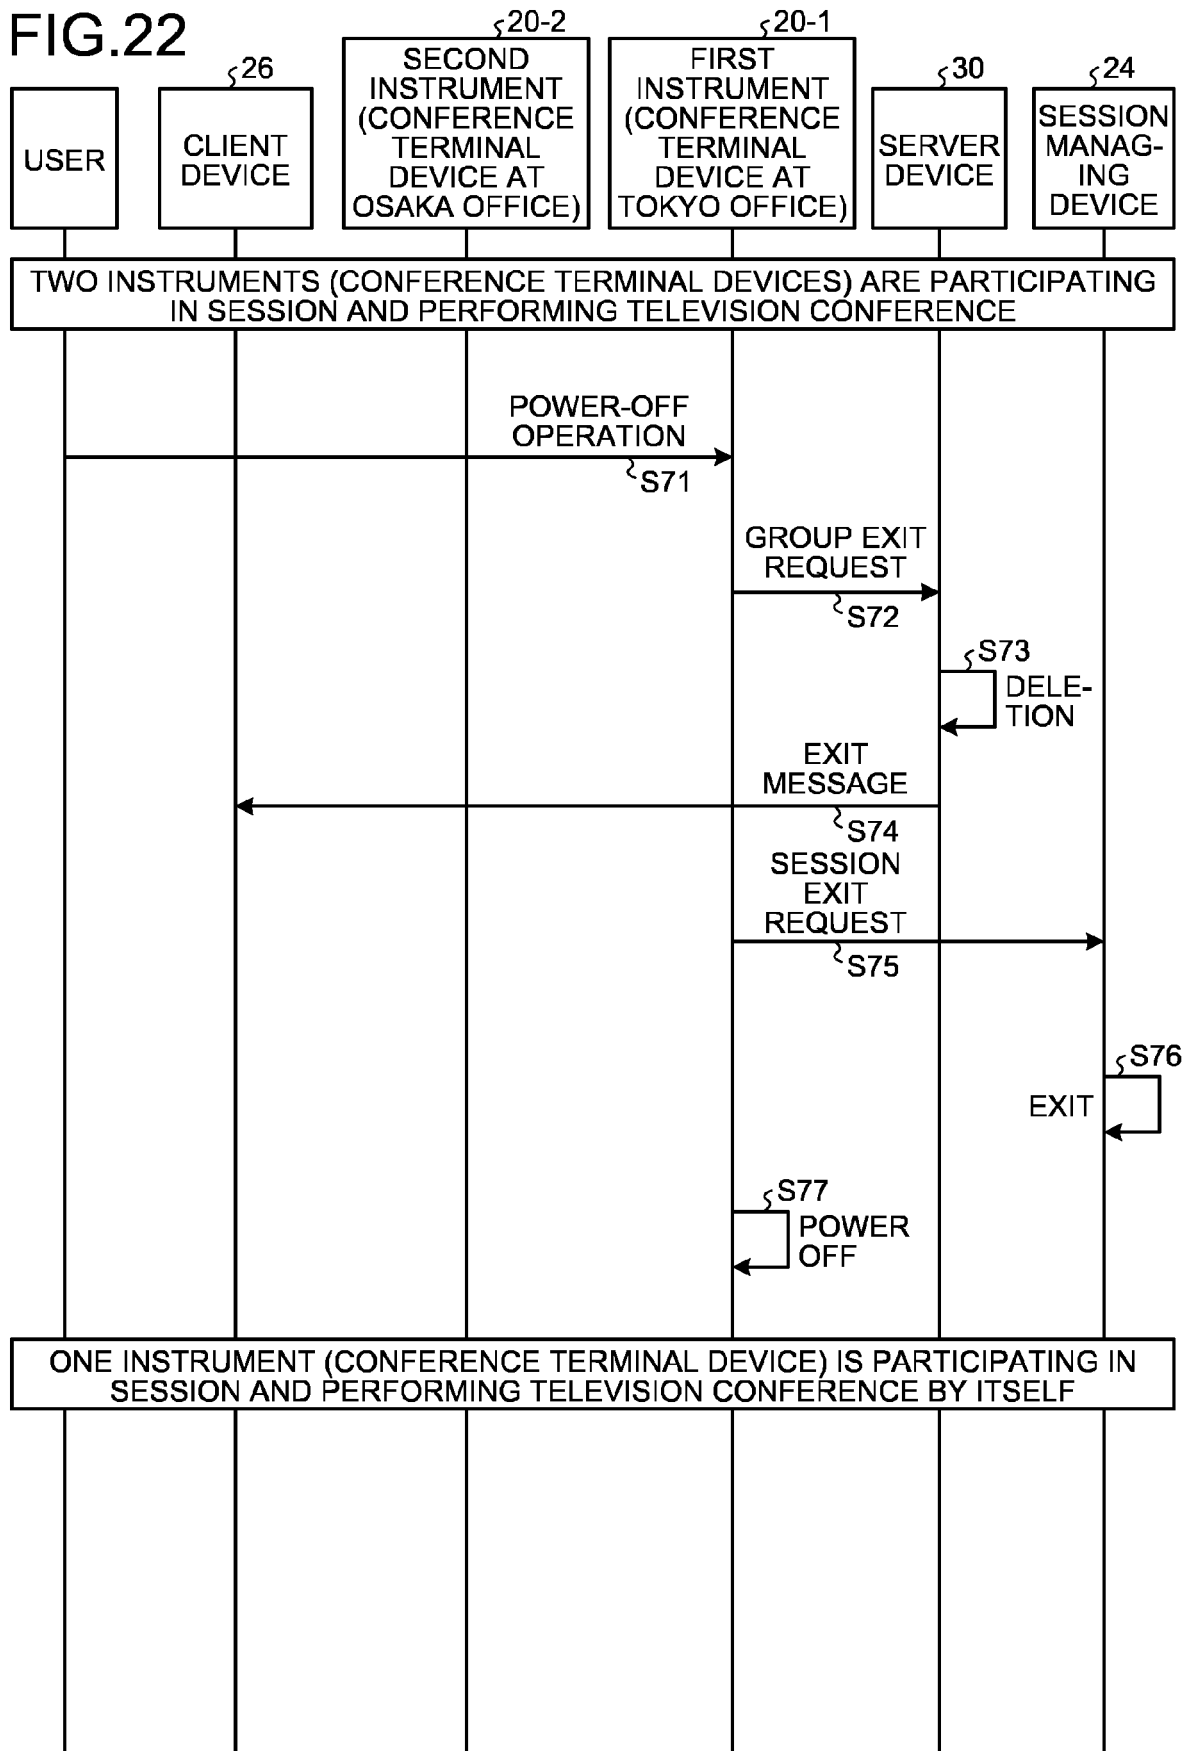 FIG.22
USER
26
CLIENT
DEVICE
20-2
SECOND
INSTRUMENT
(CONFERENCE
TERMINAL
DEVICE AT
OSAKA OFFICE)
20-1
FIRST
INSTRUMENT
(CONFERENCE
TERMINAL
DEVICE AT
TOKYO OFFICE)
30
SERVER
DEVICE
24
SESSION
MANAG-
ING
DEVICE
TWO INSTRUMENTS (CONFERENCE TERMINAL DEVICES) ARE PARTICIPATING
IN SESSION AND PERFORMING TELEVISION CONFERENCE
POWER-OFF
OPERATION
S71
GROUP EXIT
REQUEST
S72
S73
DELE-
TION
EXIT
MESSAGE
S74
SESSION
EXIT
REQUEST
S75
S76
EXIT
S77
POWER
OFF
ONE INSTRUMENT (CONFERENCE TERMINAL DEVICE) IS PARTICIPATING IN
SESSION AND PERFORMING TELEVISION CONFERENCE BY ITSELF